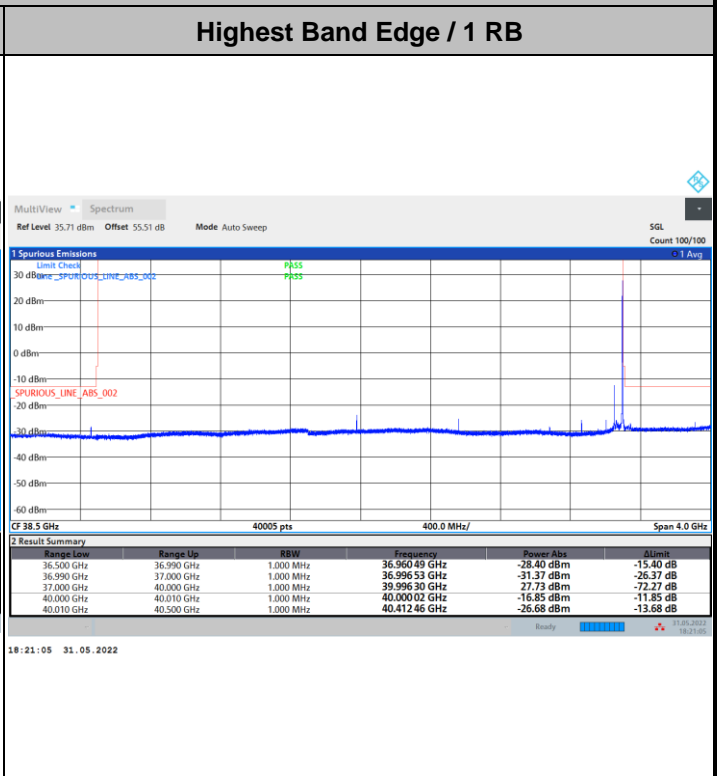 Highest Band Edge / 1 RB
MultiView Spectrum
Ref Level 35.71 dBm Offset 55.51 dB Mode Auto Sweep SGL
Count 100/100
1 Spurious Emissions 1 Avg
Limit Check PASS
30 dBm Line _SPURIOUS_LINE_ABS_002 PASS
20 dBm
10 dBm
0 dBm
-10 dBm
_SPURIOUS_LINE_ABS_002
-20 dBm
-30 dBm
-40 dBm
-50 dBm
-60 dBm
CF 38.5 GHz 40005 pts 400.0 MHz/ Span 4.0 GHz
2 Result Summary
Range Low Range Up RBW Frequency Power Abs ΔLimit
36.500 GHz 36.990 GHz 1.000 MHz 36.960 49 GHz -28.40 dBm -15.40 dB
36.990 GHz 37.000 GHz 1.000 MHz 36.996 53 GHz -31.37 dBm -26.37 dB
37.000 GHz 40.000 GHz 1.000 MHz 39.996 30 GHz 27.73 dBm -72.27 dB
40.000 GHz 40.010 GHz 1.000 MHz 40.000 02 GHz -16.85 dBm -11.85 dB
40.010 GHz 40.500 GHz 1.000 MHz 40.412 46 GHz -26.68 dBm -13.68 dB
Ready 31.05.2022
18:21:05
18:21:05 31.05.2022